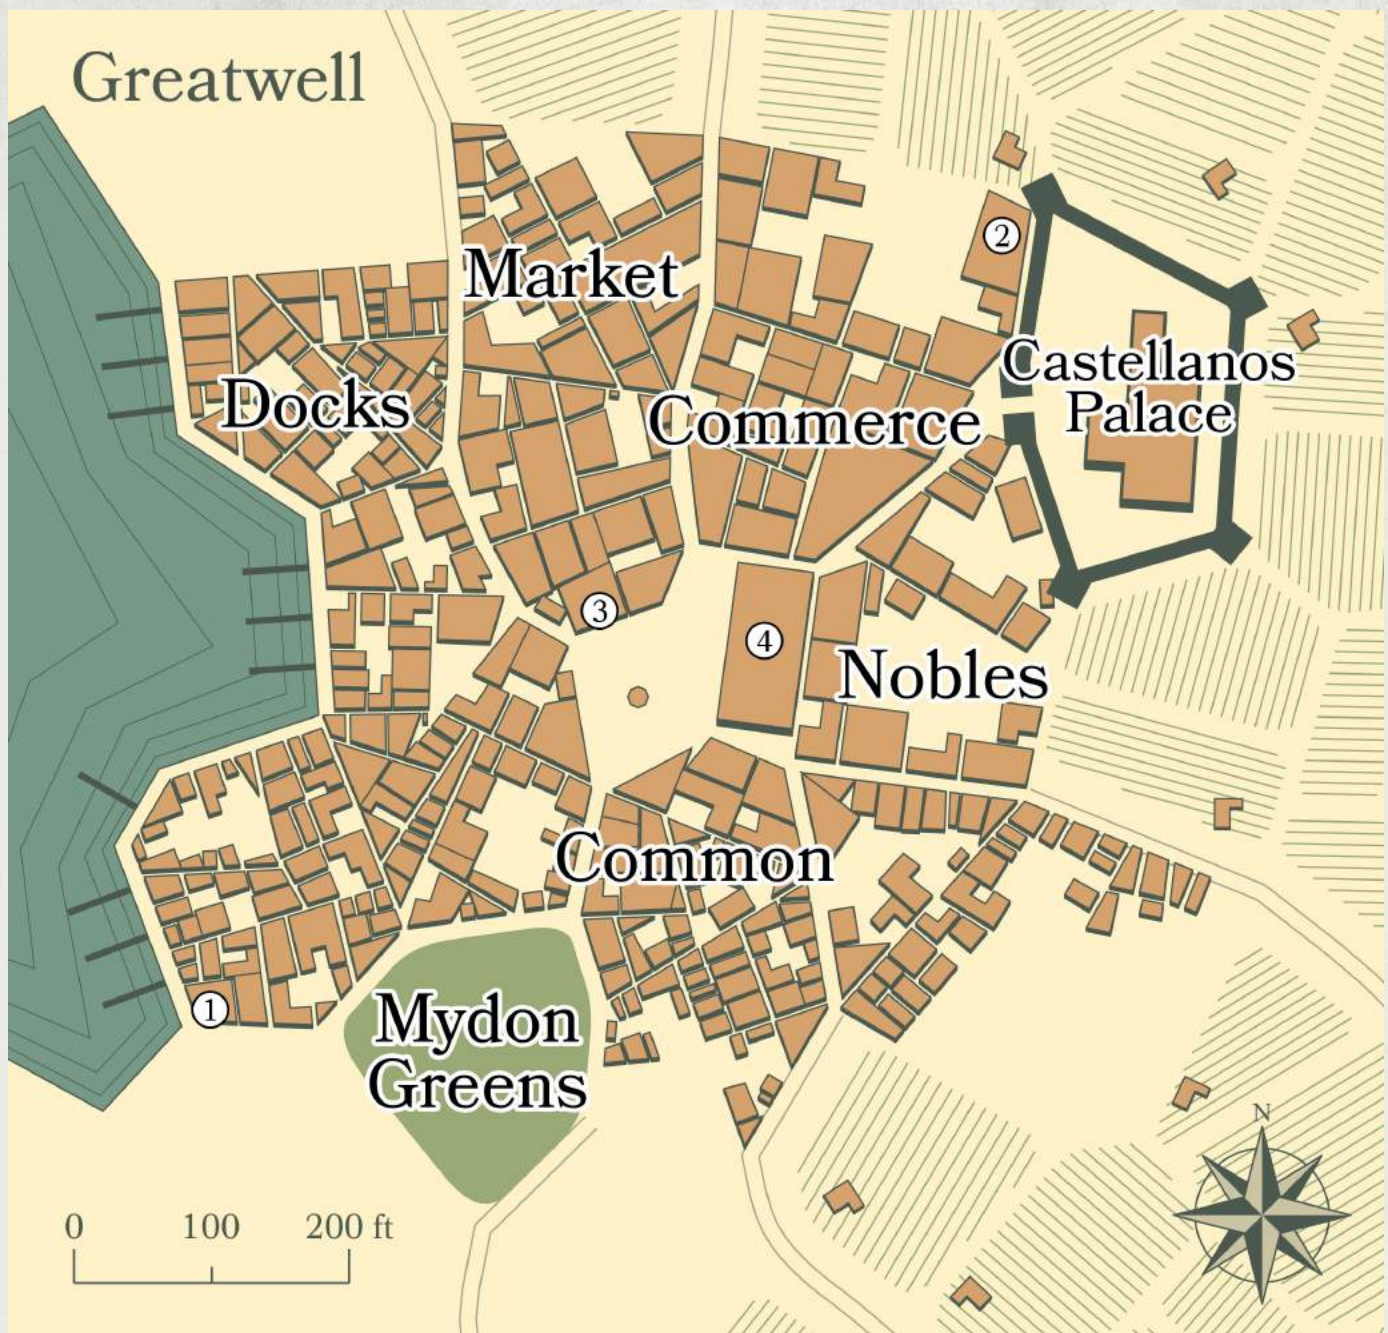 Greatwell
2
Market
Castellanos
Palace
Docks
Commerce
3
4
Nobles
Common
1
Mydon
Greens
N
0 100 200 ft